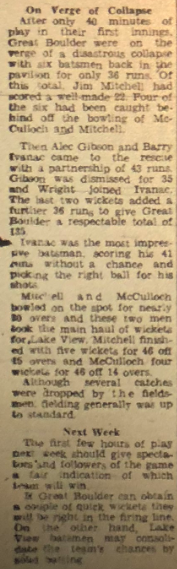 On Verge of Collapse
After only 40 minutes of
play in their first innings,
Great Boulder were on the
verge of a disastrous collapse
with six batsmen back in the
pavilion for only 36 runs. Of
this total, Jim Mitchell had
scored a well-made 22. Four of
the six had been caught be-
hind off the bowling of Mc-
Culloch and Mitchell.
Then Alec Gibson and Barry
Ivanac came to the rescue
with a partnership of 43 runs.
Gibson was dismissed for 35
and Wright joined Ivanac.
The last two wickets added a
further 36 runs to give Great
Boulder a respectable total of
135
Ivanac was the most impres-
sive batsman, scoring his 41
runs without a chance and
picking the right ball for his
shots.
Mitchell and McCulloch
bowled on the spot for nearly
30 overs and these two men
took the main haul of wickets
for Lake View. Mitchell finish-
ed with five wickets for 46 off
15 overs and McCulloch four
wickets for 46 off 14 overs.
Although several catches
were dropped by the fields-
men, fielding generally was up
to standard.
Next Week
The first few hours of play
next week should give specta-
tors and followers of the game
a fair indication of which
team will win.
If Great Boulder can obtain
a couple of quick wickets they
will be right in the firing line.
On the other hand, Lake
View batsmen may consoli-
date the team's chances by
batting